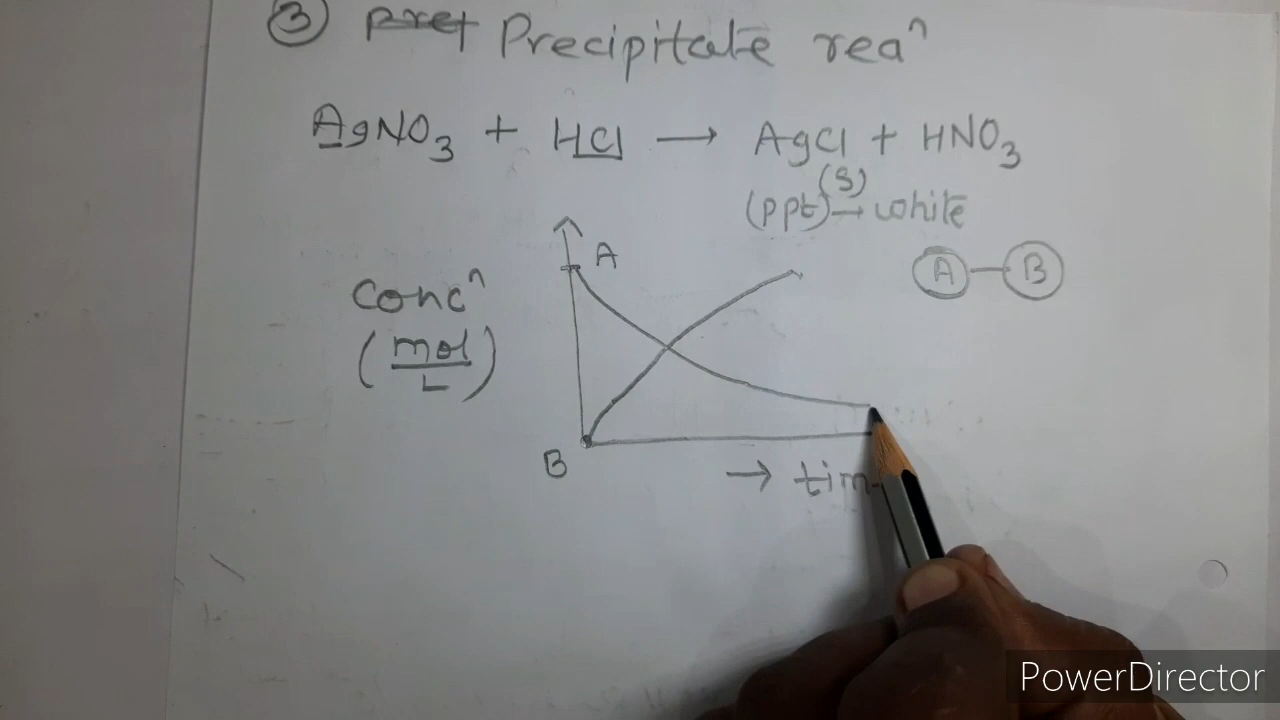 ③ pret Precipitate reaⁿ
AgNO₃ + HCl → AgCl + HNO₃
(s)
(ppt) → white
A
A — B
Concⁿ
(mol/L)
B
→ tim
PowerDirector